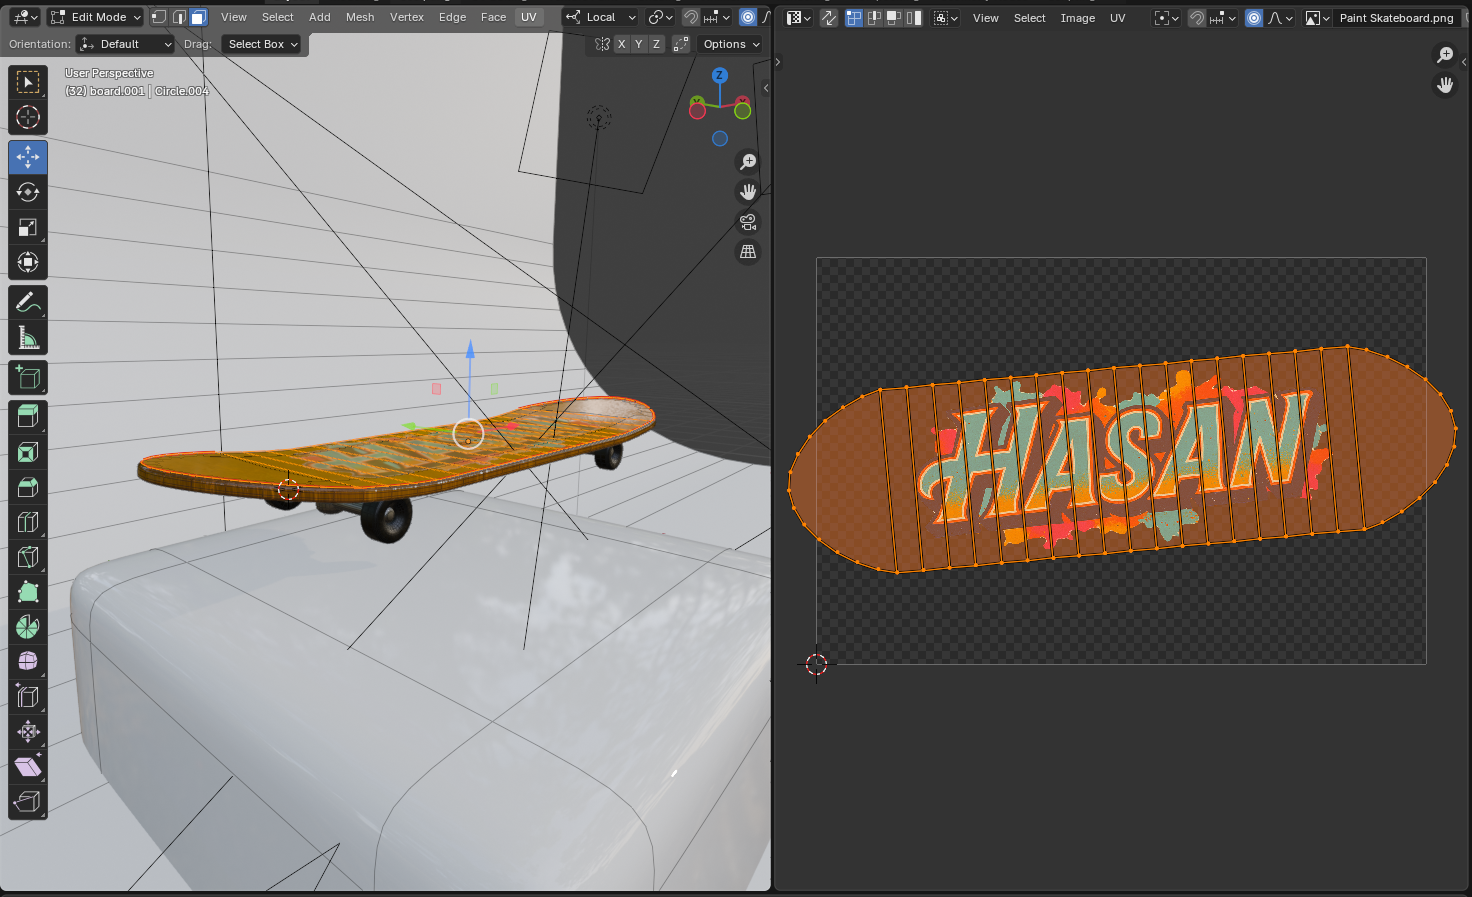 Edit Mode View Select Add Mesh Vertex Edge Face UV Local
Orientation: Default Drag: Select Box X Y Z Options
User Perspective
(32) board.001 | Circle.004
Z
View Select Image UV Paint Skateboard.png
HASAN